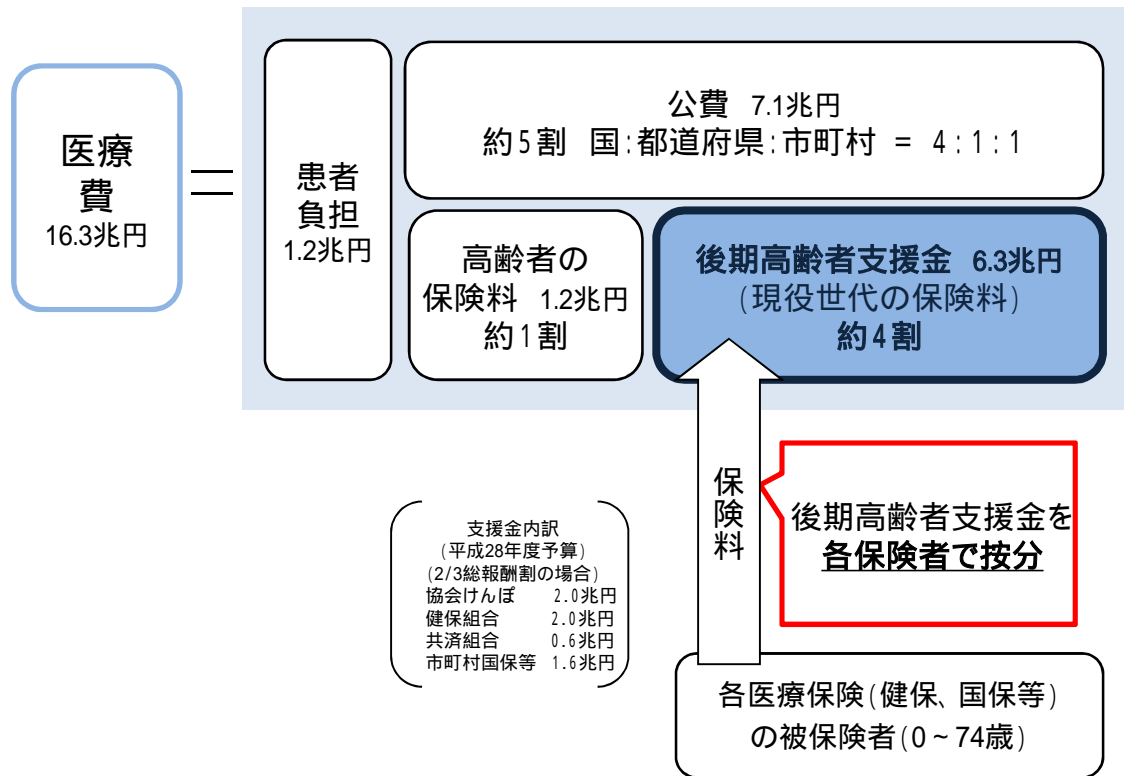 医療
費
16.3兆円
＝
患者
負担
1.2兆円
公費 7.1兆円
約5割 国:都道府県:市町村 = 4:1:1
高齢者の
保険料 1.2兆円
約1割
後期高齢者支援金 6.3兆円
(現役世代の保険料)
約4割
保険料
後期高齢者支援金を
各保険者で按分
支援金内訳
(平成28年度予算)
(2/3総報酬割の場合)
協会けんぽ 2.0兆円
健保組合 2.0兆円
共済組合 0.6兆円
市町村国保等 1.6兆円
各医療保険(健保、国保等)
の被保険者(0～74歳)